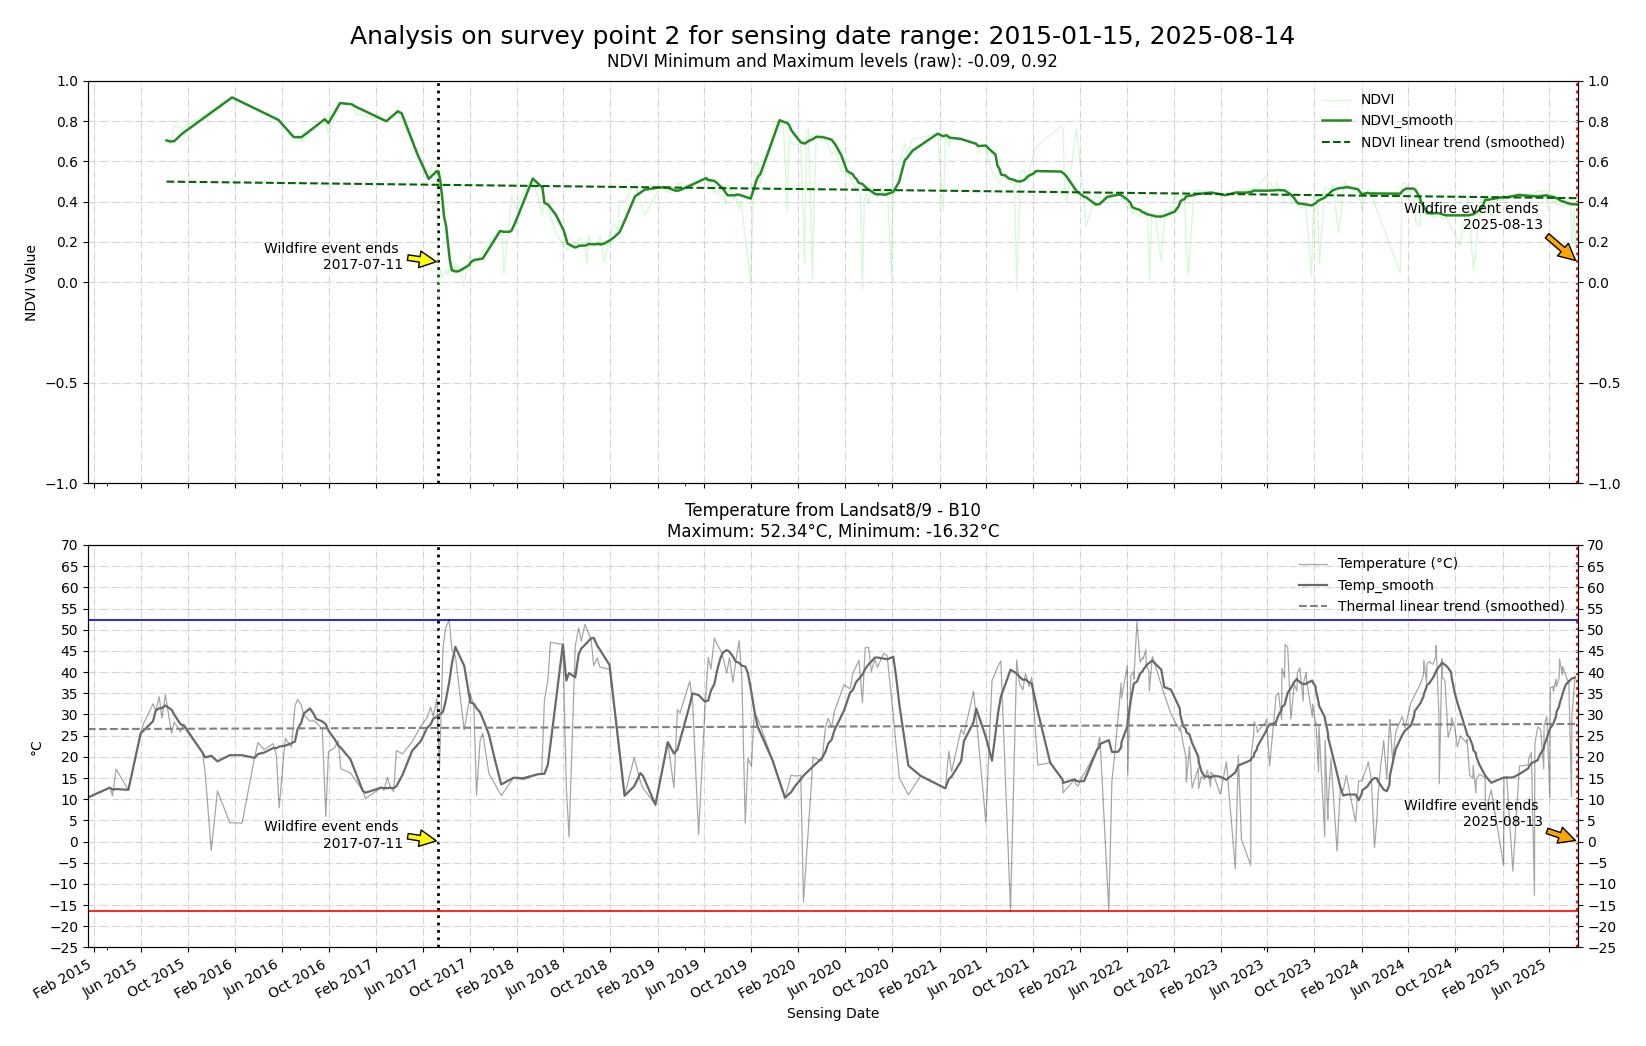 Analysis on survey point 2 for sensing date range: 2015-01-15, 2025-08-14
NDVI Minimum and Maximum levels (raw): -0.09, 0.92
1.0
0.8
0.6
0.4
0.2
0.0
−0.5
−1.0
NDVI Value
NDVI
NDVI_smooth
NDVI linear trend (smoothed)
Wildfire event ends
2017-07-11
Wildfire event ends
2025-08-13
1.0
0.8
0.6
0.4
0.2
0.0
−0.5
−1.0
Temperature from Landsat8/9 - B10
Maximum: 52.34°C, Minimum: -16.32°C
70
65
60
55
50
45
40
35
30
25
20
15
10
5
0
−5
−10
−15
−20
−25
°C
Temperature (°C)
Temp_smooth
Thermal linear trend (smoothed)
Wildfire event ends
2017-07-11
Wildfire event ends
2025-08-13
70
65
60
55
50
45
40
35
30
25
20
15
10
5
0
−5
−10
−15
−20
−25
Feb 2015
Jun 2015
Oct 2015
Feb 2016
Jun 2016
Oct 2016
Feb 2017
Jun 2017
Oct 2017
Feb 2018
Jun 2018
Oct 2018
Feb 2019
Jun 2019
Oct 2019
Feb 2020
Jun 2020
Oct 2020
Feb 2021
Jun 2021
Oct 2021
Feb 2022
Jun 2022
Oct 2022
Feb 2023
Jun 2023
Oct 2023
Feb 2024
Jun 2024
Oct 2024
Feb 2025
Jun 2025
Sensing Date